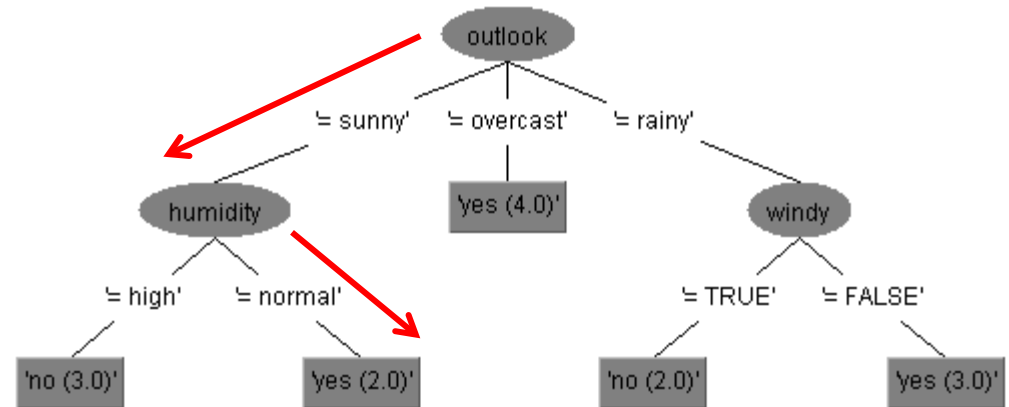 outlook
'= sunny' '= overcast' '= rainy'
humidity 'yes (4.0)' windy
'= high' '= normal' '= TRUE' '= FALSE'
'no (3.0)' 'yes (2.0)' 'no (2.0)' 'yes (3.0)'